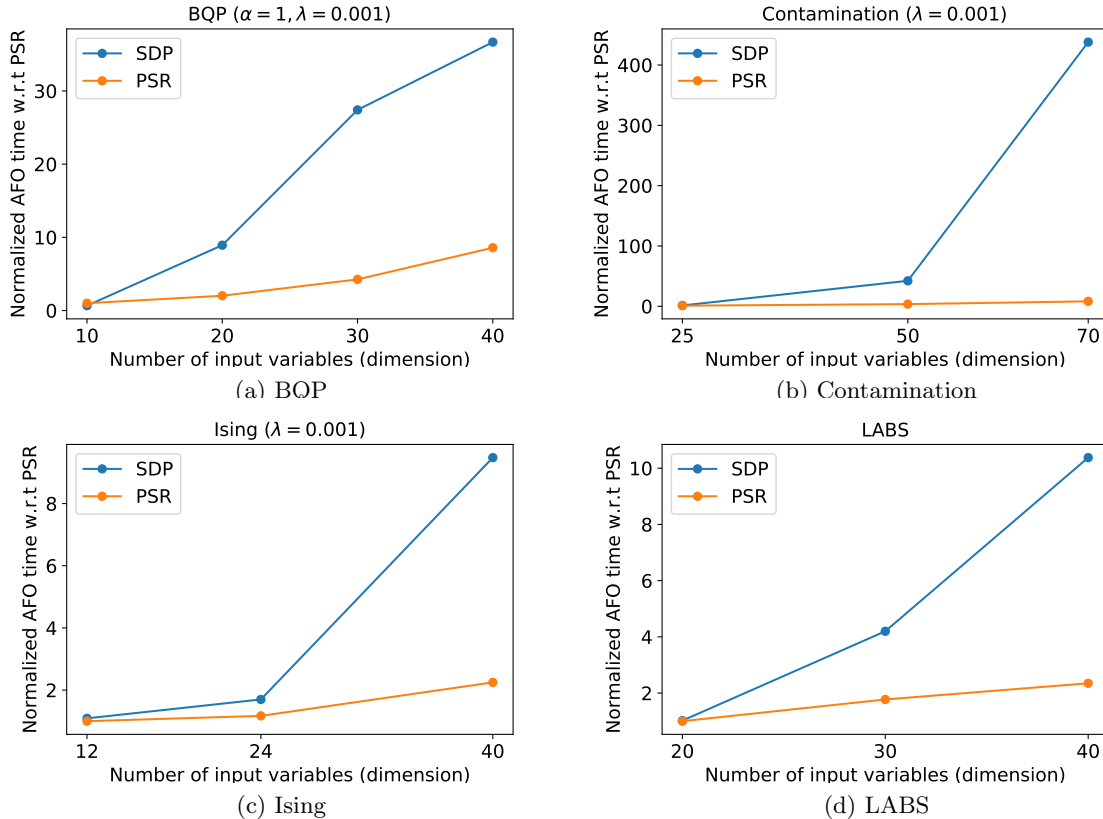 BQP (α = 1, λ = 0.001)
Normalized AFO time w.r.t PSR
SDP
PSR
30
20
10
0
10 20 30 40
Number of input variables (dimension)
(a) BQP
Contamination (λ = 0.001)
Normalized AFO time w.r.t PSR
SDP
PSR
400
300
200
100
0
25 50 70
Number of input variables (dimension)
(b) Contamination
Ising (λ = 0.001)
Normalized AFO time w.r.t PSR
SDP
PSR
8
6
4
2
12 24 40
Number of input variables (dimension)
(c) Ising
LABS
Normalized AFO time w.r.t PSR
SDP
PSR
10
8
6
4
2
20 30 40
Number of input variables (dimension)
(d) LABS